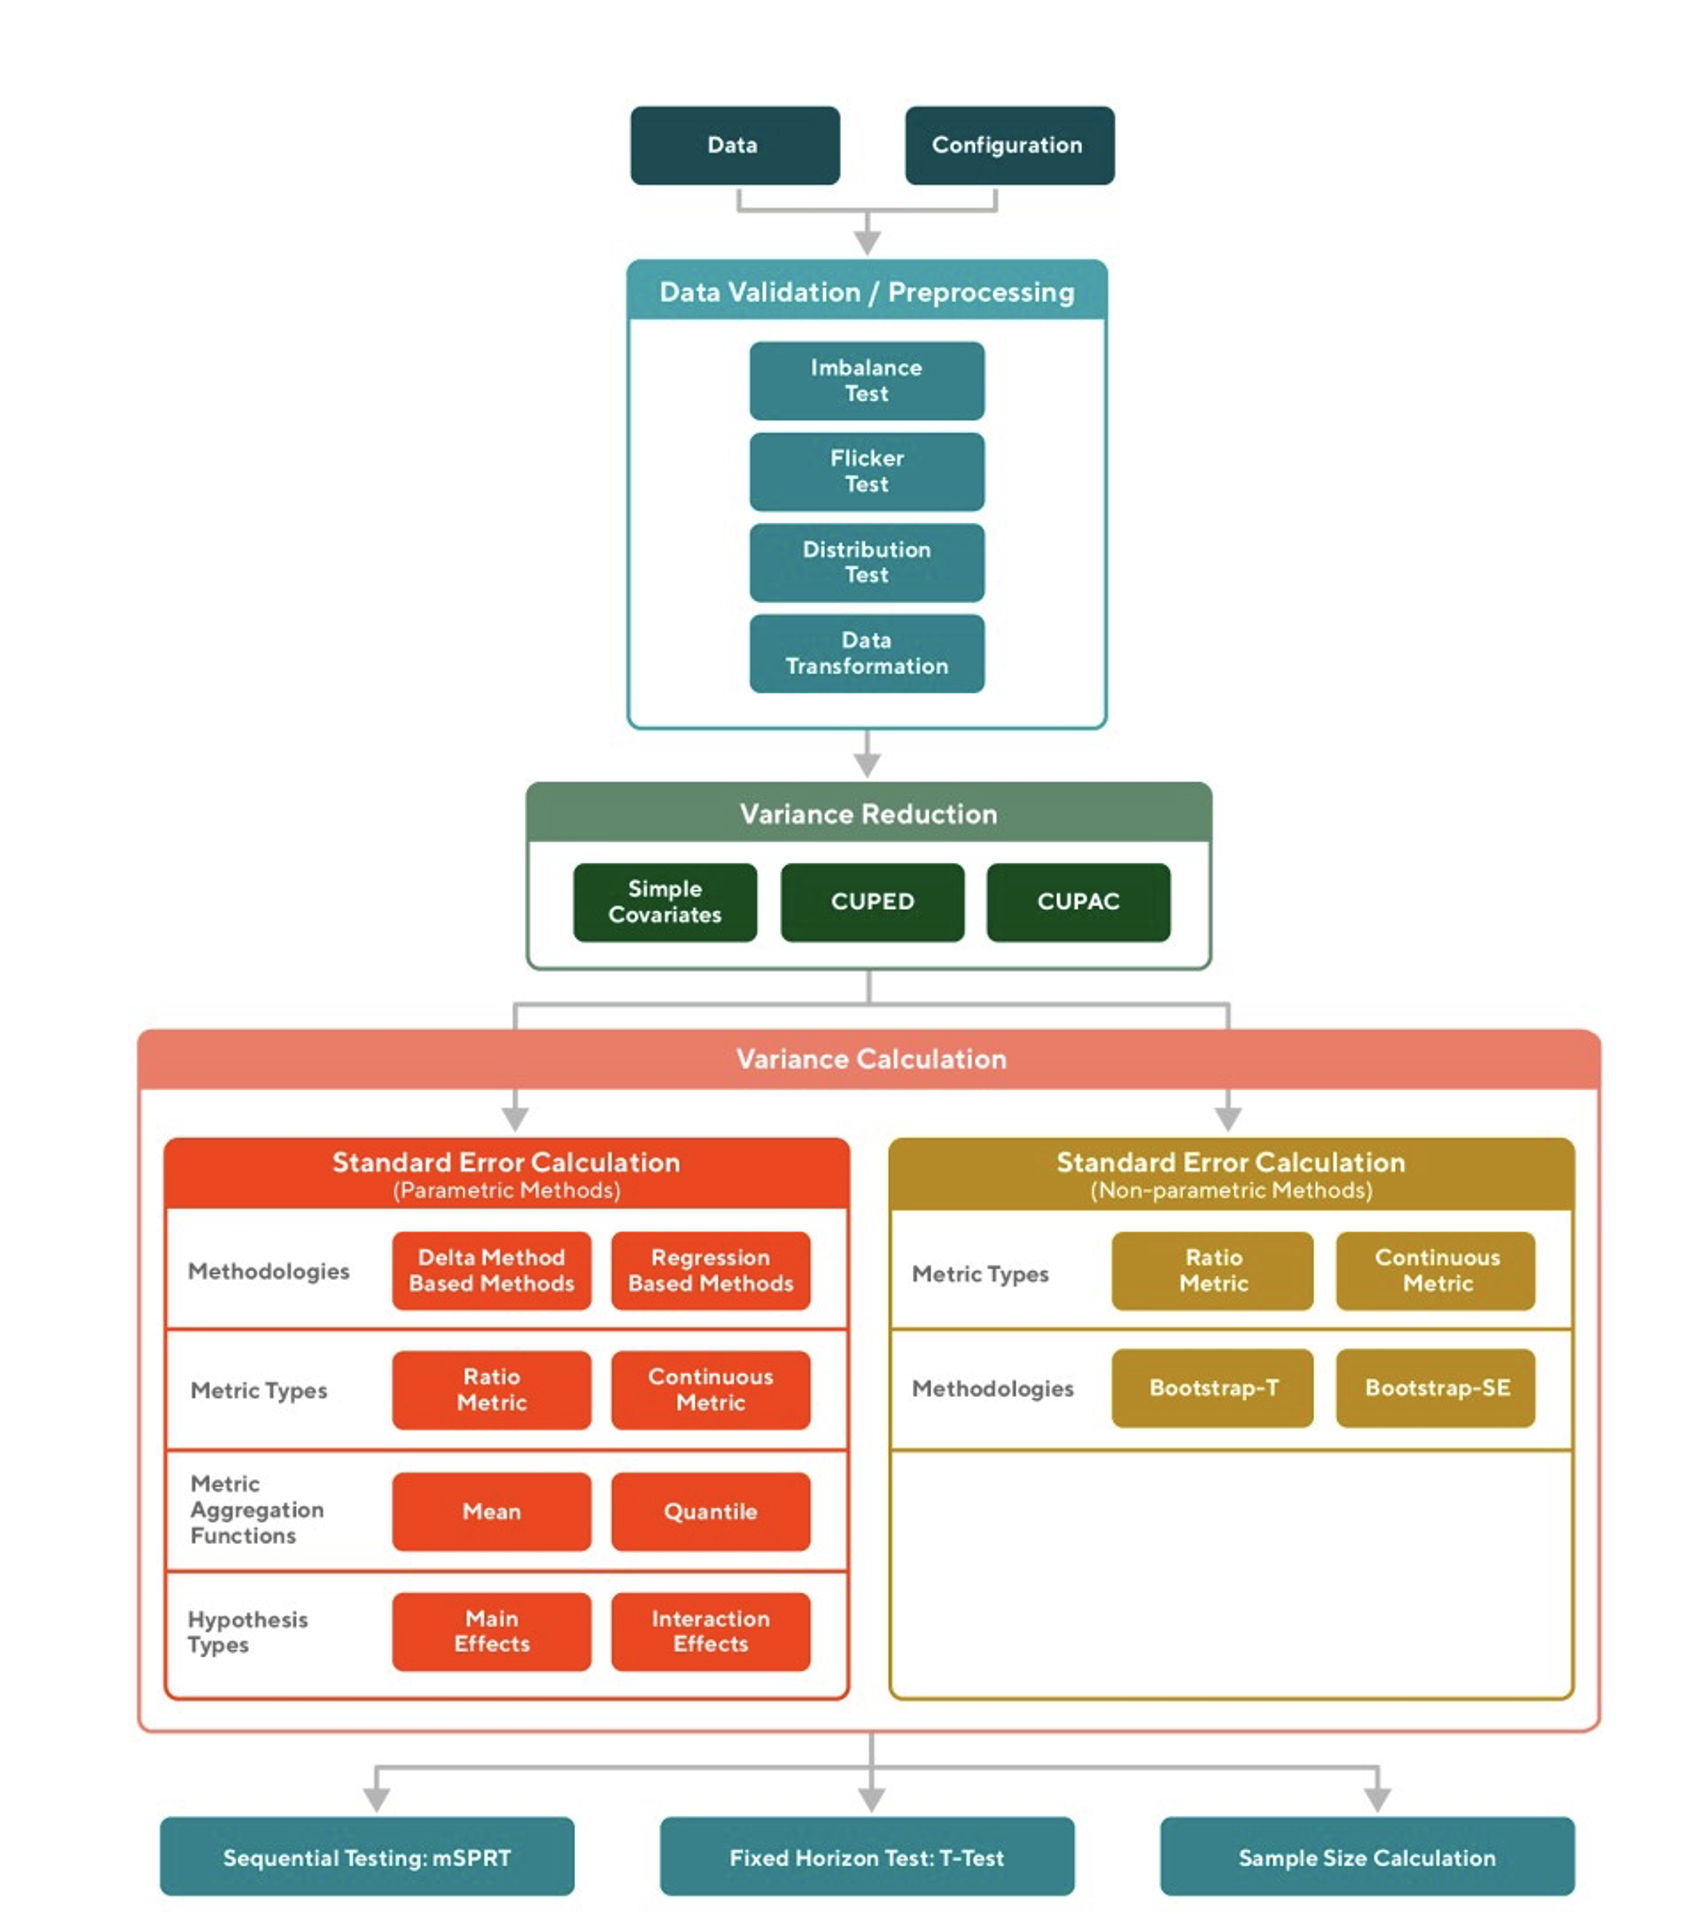 Data
Configuration
Data Validation / Preprocessing
Imbalance
Test
Flicker
Test
Distribution
Test
Data
Transformation
Variance Reduction
Simple
Covariates
CUPED
CUPAC
Variance Calculation
Standard Error Calculation
(Parametric Methods)
Methodologies
Delta Method
Based Methods
Regression
Based Methods
Metric Types
Ratio
Metric
Continuous
Metric
Metric
Aggregation
Functions
Mean
Quantile
Hypothesis
Types
Main
Effects
Interaction
Effects
Standard Error Calculation
(Non-parametric Methods)
Metric Types
Ratio
Metric
Continuous
Metric
Methodologies
Bootstrap-T
Bootstrap-SE
Sequential Testing: mSPRT
Fixed Horizon Test: T-Test
Sample Size Calculation